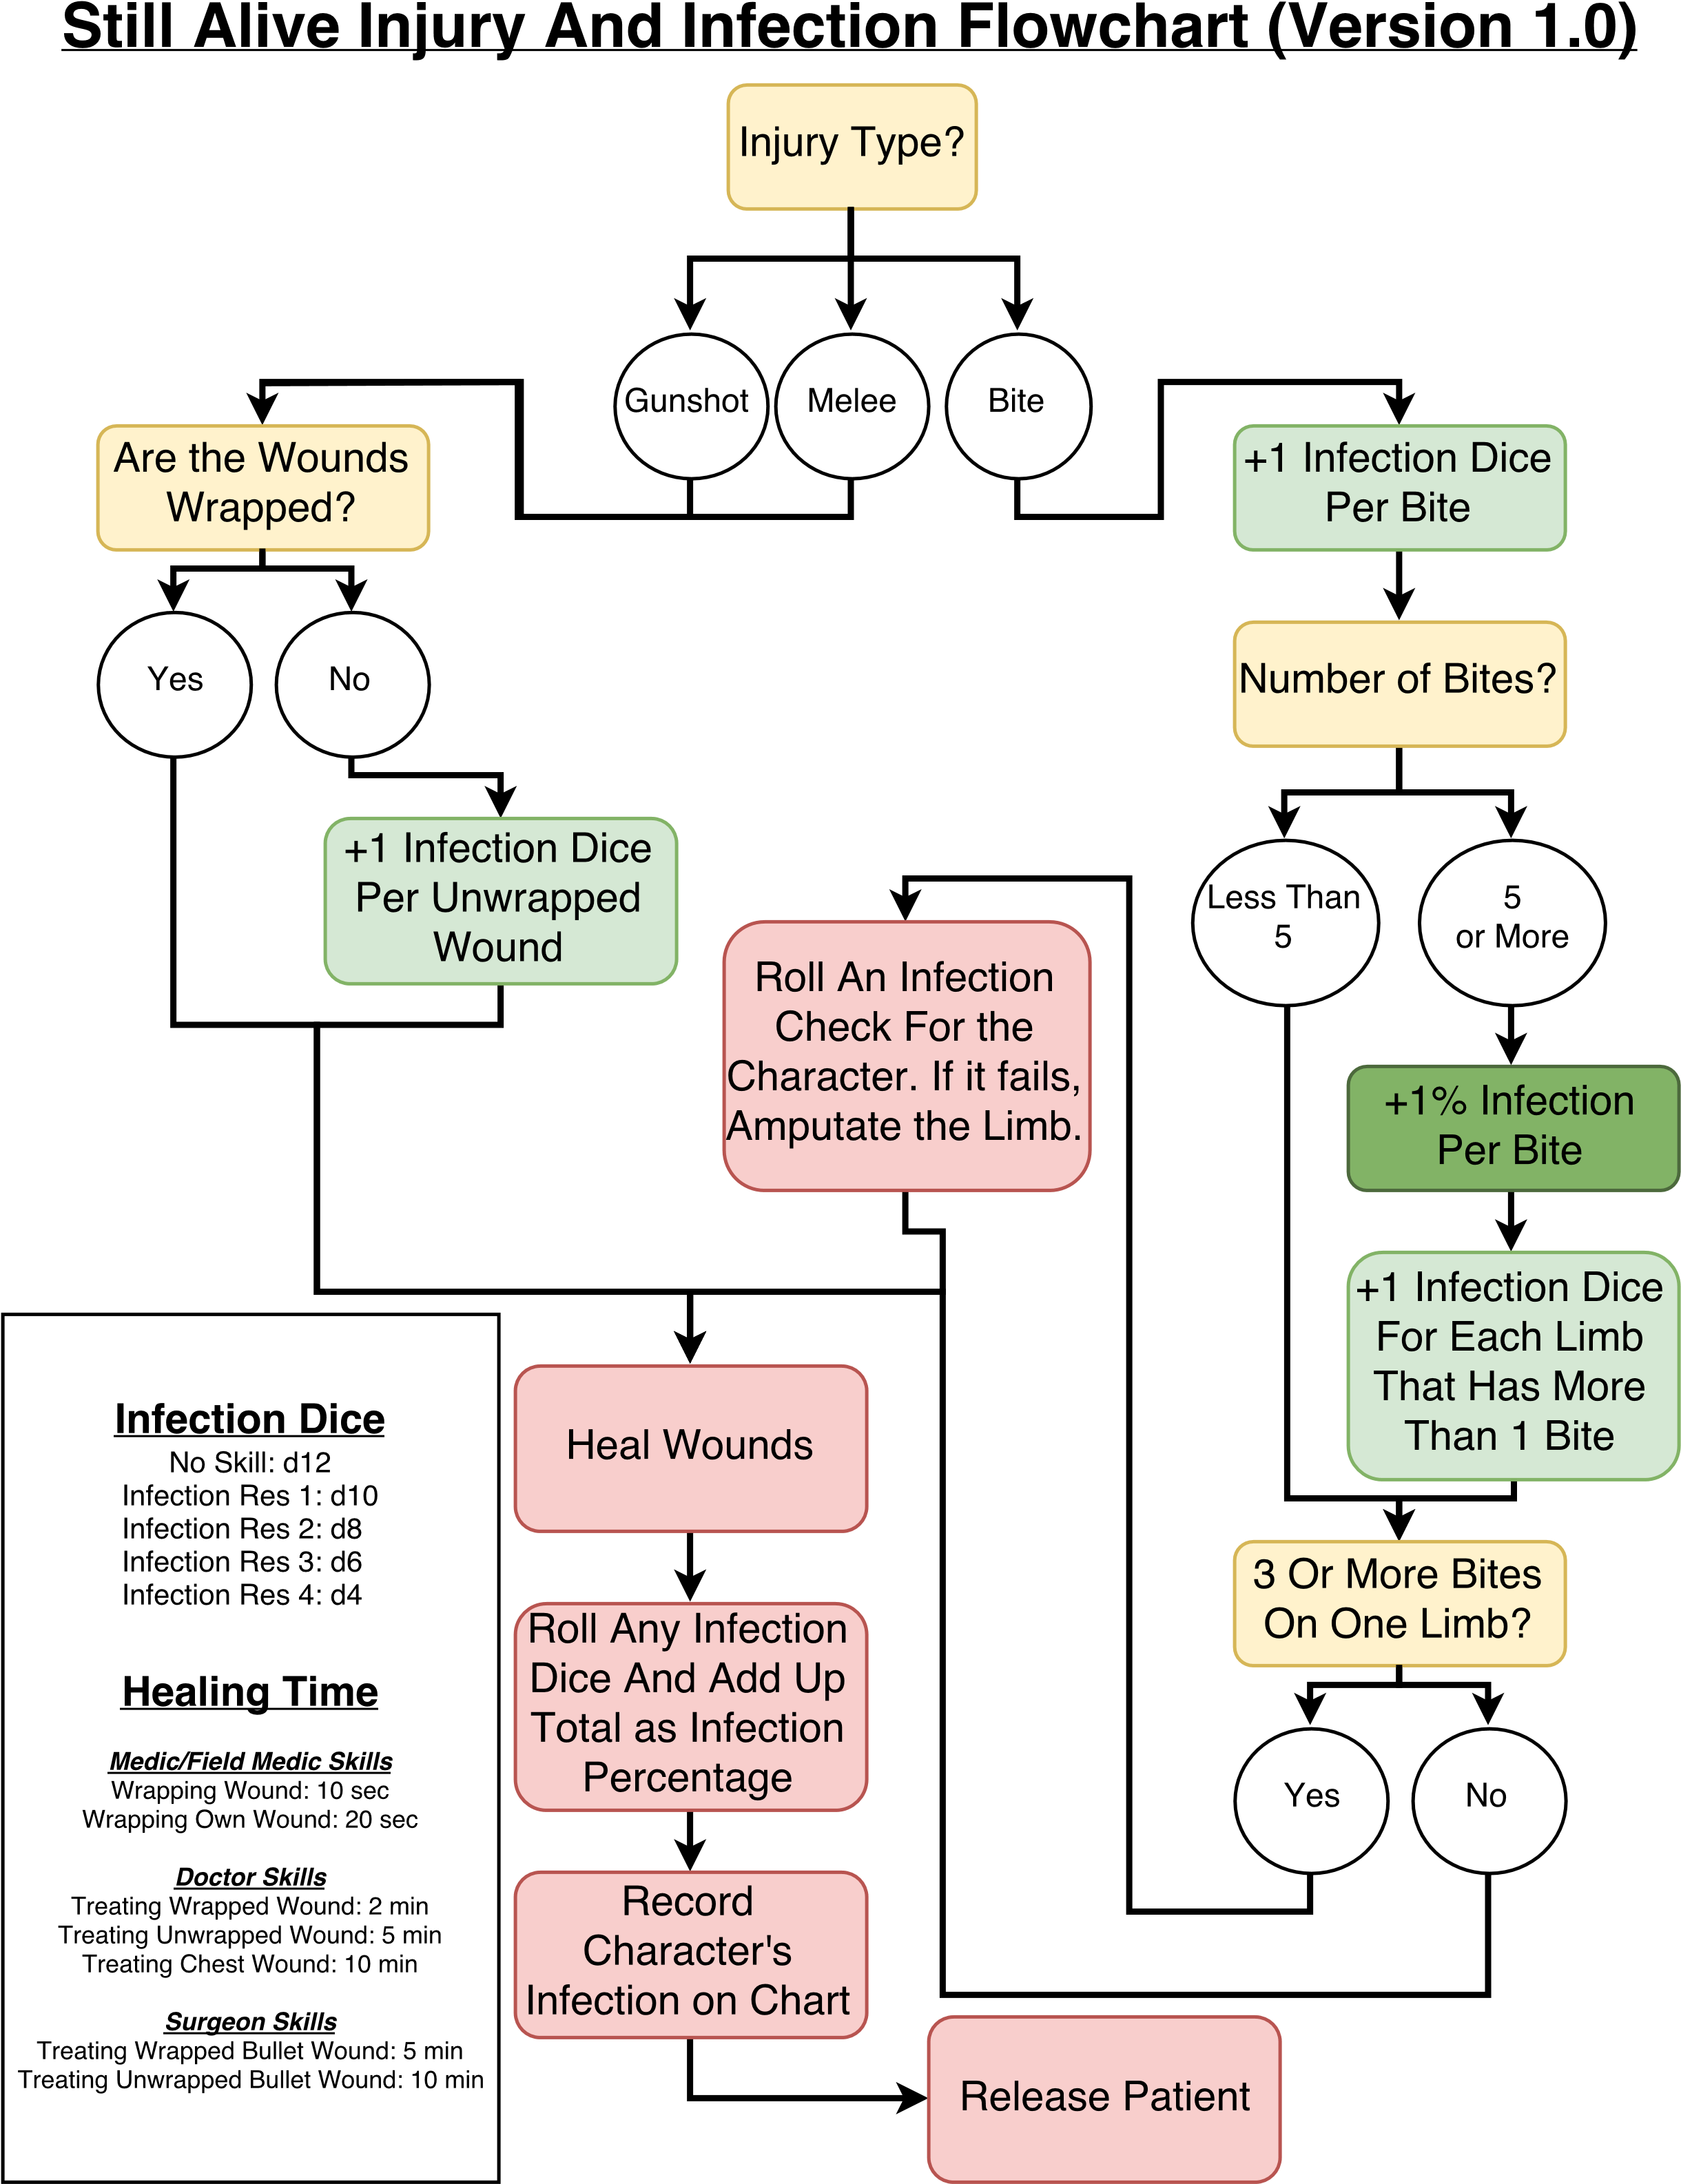 Still Alive Injury And Infection Flowchart (Version 1.0)
Injury Type?
Gunshot
Melee
Bite
Are the Wounds
Wrapped?
Yes
No
+1 Infection Dice
Per Unwrapped
Wound
+1 Infection Dice
Per Bite
Number of Bites?
Less Than
5
5
or More
+1% Infection
Per Bite
+1 Infection Dice
For Each Limb
That Has More
Than 1 Bite
3 Or More Bites
On One Limb?
Yes
No
Roll An Infection
Check For the
Character. If it fails,
Amputate the Limb.
Heal Wounds
Roll Any Infection
Dice And Add Up
Total as Infection
Percentage
Record
Character's
Infection on Chart
Release Patient
Infection Dice
No Skill: d12
Infection Res 1: d10
Infection Res 2: d8
Infection Res 3: d6
Infection Res 4: d4
Healing Time
Medic/Field Medic Skills
Wrapping Wound: 10 sec
Wrapping Own Wound: 20 sec
Doctor Skills
Treating Wrapped Wound: 2 min
Treating Unwrapped Wound: 5 min
Treating Chest Wound: 10 min
Surgeon Skills
Treating Wrapped Bullet Wound: 5 min
Treating Unwrapped Bullet Wound: 10 min